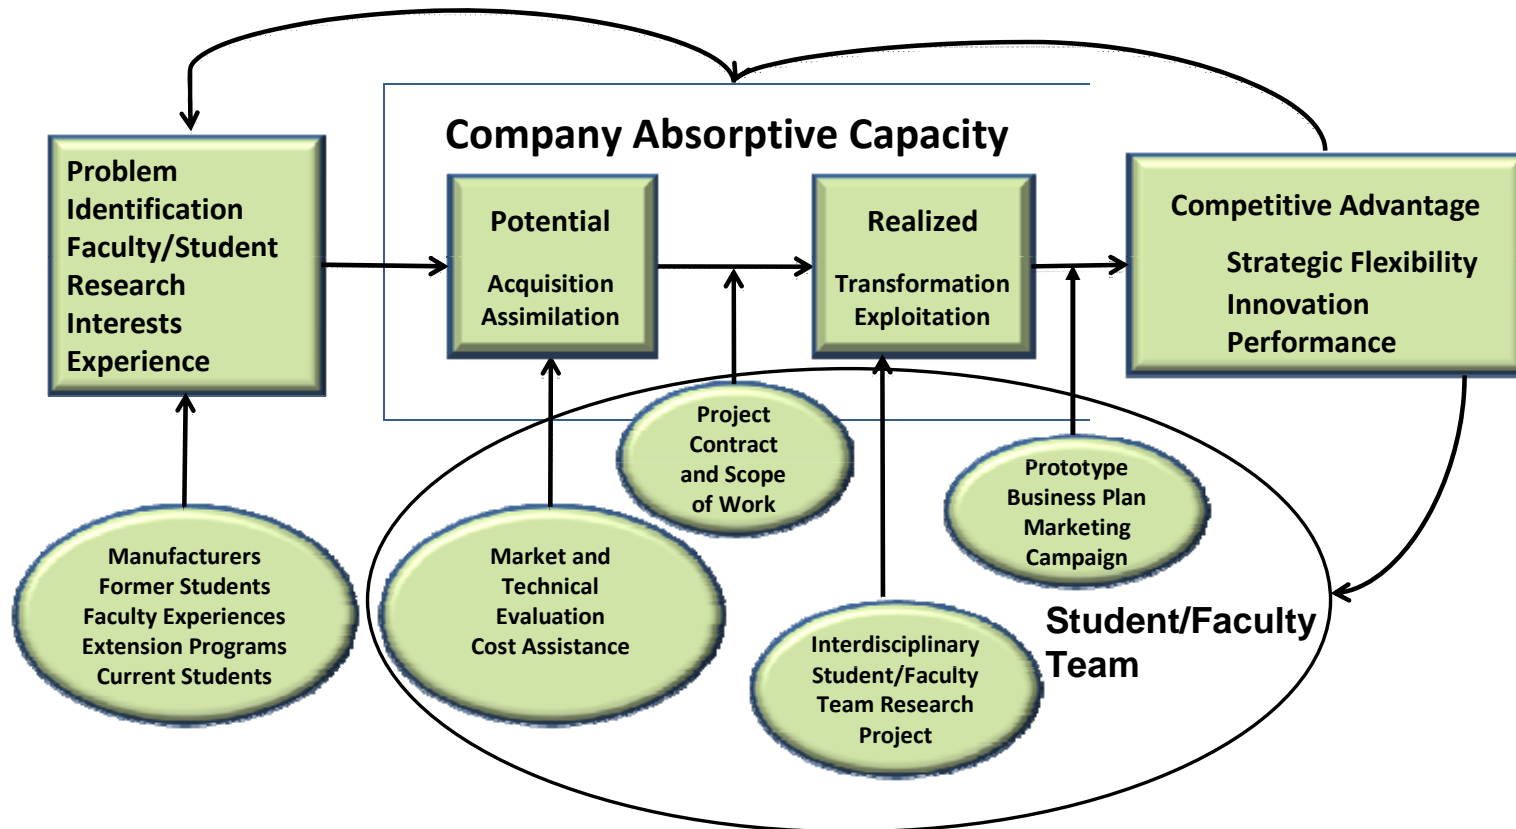 Company Absorptive Capacity
Problem
Identification
Faculty/Student
Research
Interests
Experience
Potential
Acquisition
Assimilation
Realized
Transformation
Exploitation
Competitive Advantage
Strategic Flexibility
Innovation
Performance
Manufacturers
Former Students
Faculty Experiences
Extension Programs
Current Students
Market and
Technical
Evaluation
Cost Assistance
Project
Contract
and Scope
of Work
Interdisciplinary
Student/Faculty
Team Research
Project
Prototype
Business Plan
Marketing
Campaign
Student/Faculty
Team